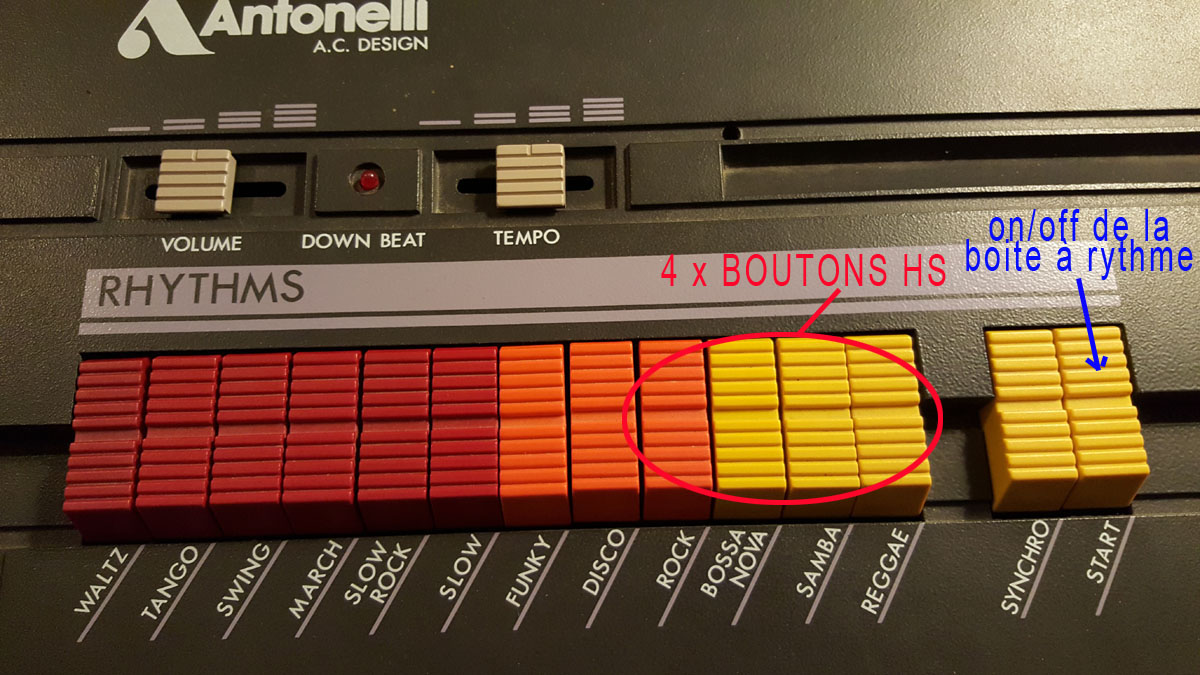 Antonelli
A.C. DESIGN
VOLUME
DOWN BEAT
TEMPO
on/off de la
boite a rythme
4 x BOUTONS HS
RHYTHMS
WALTZ
TANGO
SWING
MARCH
SLOW
ROCK
SLOW
FUNKY
DISCO
ROCK
BOSSA
NOVA
SAMBA
REGGAE
SYNCHRO
START